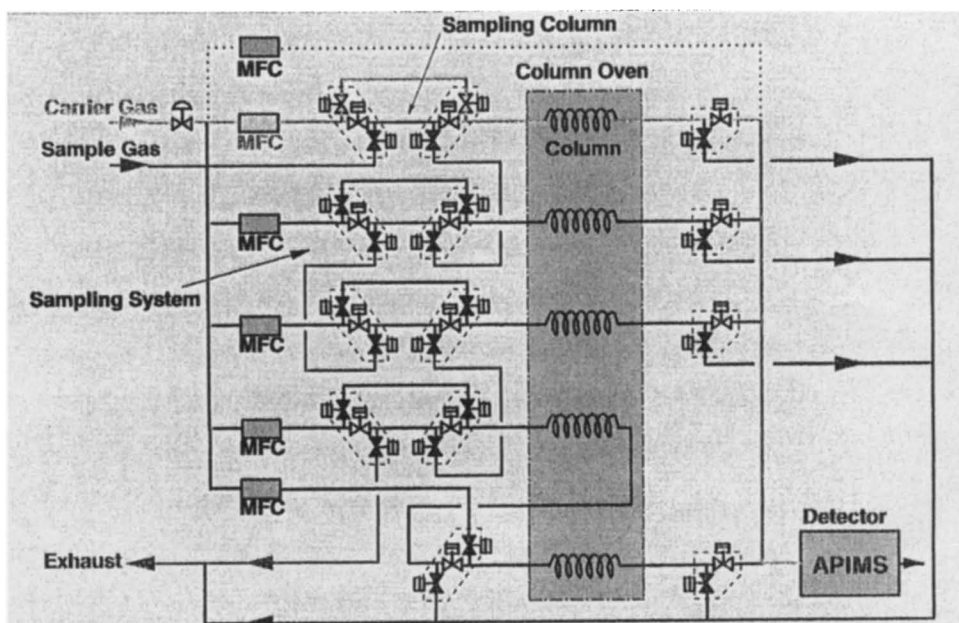 Sampling Column
MFC
Column Oven
Carrier Gas
MFC
Sample Gas
Column
MFC
Sampling System
MFC
MFC
MFC
Detector
Exhaust
APIMS